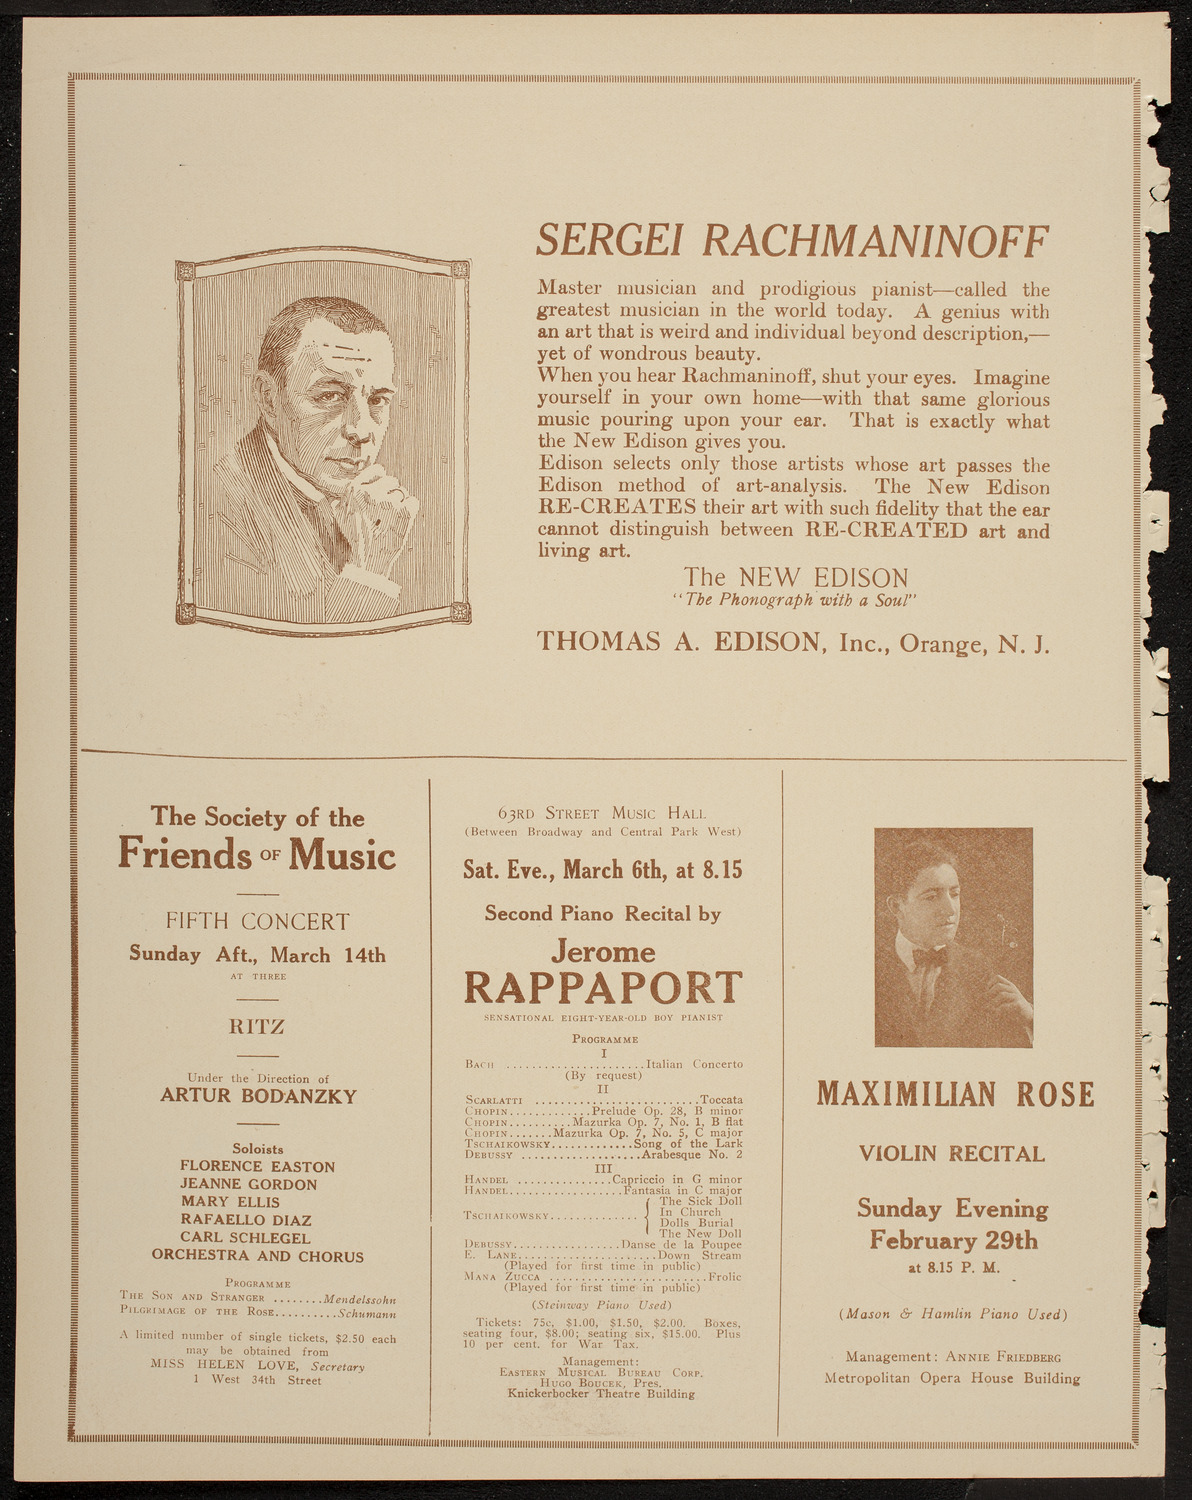 SERGEI RACHMANINOFF
Master musician and prodigious pianist—called the
greatest musician in the world today. A genius with
an art that is weird and individual beyond description,—
yet of wondrous beauty.
When you hear Rachmaninoff, shut your eyes. Imagine
yourself in your own home—with that same glorious
music pouring upon your ear. That is exactly what
the New Edison gives you.
Edison selects only those artists whose art passes the
Edison method of art-analysis. The New Edison
RE-CREATES their art with such fidelity that the ear
cannot distinguish between RE-CREATED art and
living art.
The NEW EDISON
"The Phonograph with a Soul"
THOMAS A. EDISON, Inc., Orange, N. J.
The Society of the
Friends OF Music
FIFTH CONCERT
Sunday Aft., March 14th
AT THREE
RITZ
Under the Direction of
ARTUR BODANZKY
Soloists
FLORENCE EASTON
JEANNE GORDON
MARY ELLIS
RAFAELLO DIAZ
CARL SCHLEGEL
ORCHESTRA AND CHORUS
PROGRAMME
THE SON AND STRANGER ........Mendelssohn
PILGRIMAGE OF THE ROSE..........Schumann
A limited number of single tickets, $2.50 each
may be obtained from
MISS HELEN LOVE, Secretary
1 West 34th Street
63RD STREET MUSIC HALL
(Between Broadway and Central Park West)
Sat. Eve., March 6th, at 8.15
Second Piano Recital by
Jerome
RAPPAPORT
SENSATIONAL EIGHT-YEAR-OLD BOY PIANIST
PROGRAMME
I
BACH ......................Italian Concerto
(By request)
II
SCARLATTI ..........................Toccata
CHOPIN.............Prelude Op. 28, B minor
CHOPIN..........Mazurka Op. 7, No. 1, B flat
CHOPIN.......Mazurka Op. 7, No. 5, C major
TSCHAIKOWSKY.............Song of the Lark
DEBUSSY ...................Arabesque No. 2
III
HANDEL ...............Capriccio in G minor
HANDEL..................Fantasia in C major
TSCHAIKOWSKY..............
The Sick Doll
In Church
Dolls Burial
The New Doll
DEBUSSY.................Danse de la Poupee
E. LANE......................Down Stream
(Played for first time in public)
MANA ZUCCA .........................Frolic
(Played for first time in public)
(Steinway Piano Used)
Tickets: 75c, $1.00, $1.50, $2.00. Boxes,
seating four, $8.00; seating six, $15.00. Plus
10 per cent. for War Tax.
Management:
EASTERN MUSICAL BUREAU CORP.
HUGO BOUCEK, Pres.
Knickerbocker Theatre Building
MAXIMILIAN ROSE
VIOLIN RECITAL
Sunday Evening
February 29th
at 8.15 P. M.
(Mason & Hamlin Piano Used)
Management: ANNIE FRIEDBERG
Metropolitan Opera House Building